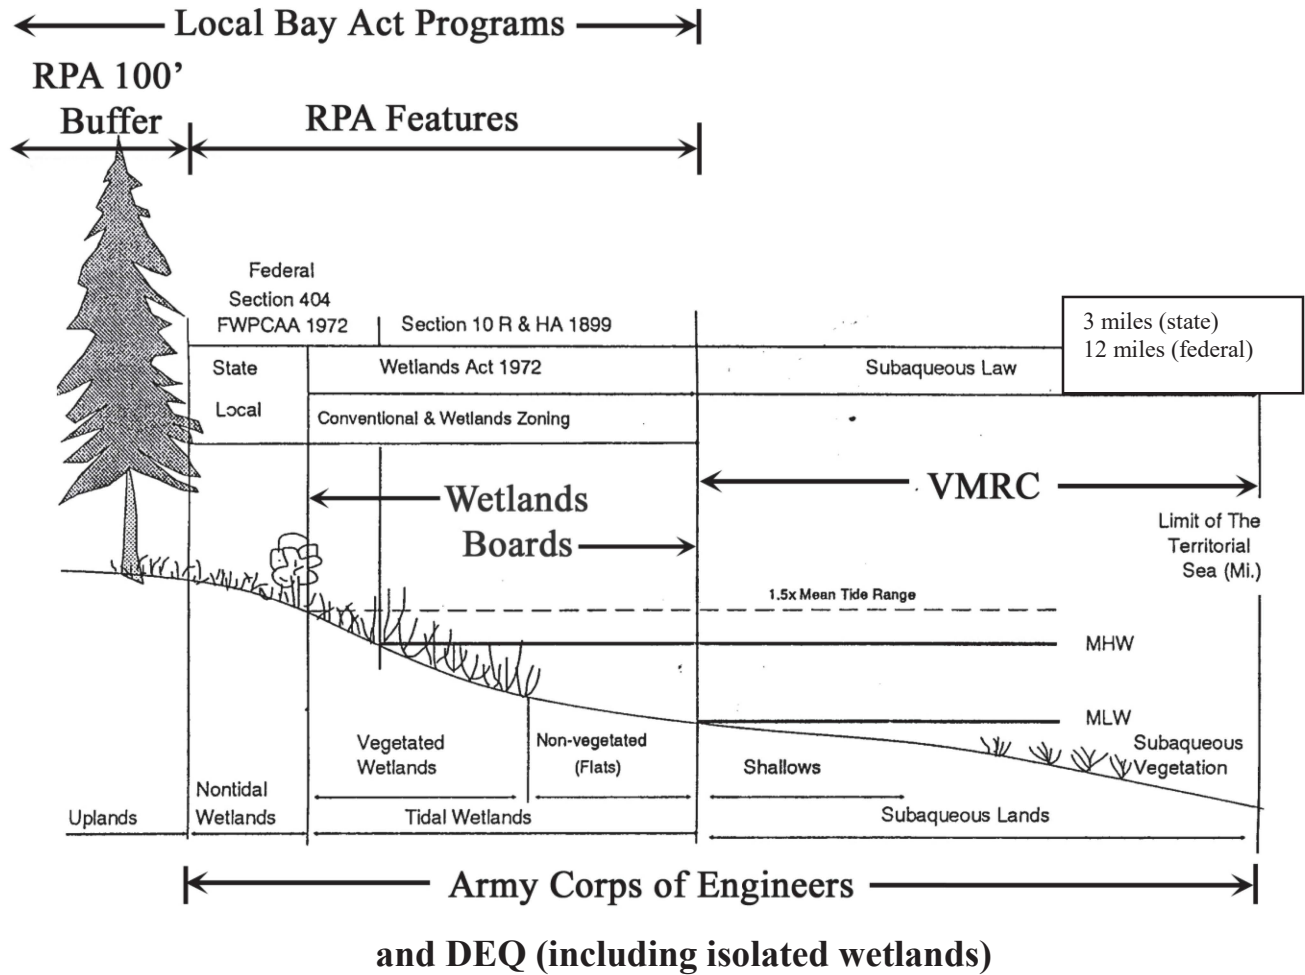 Local Bay Act Programs
RPA 100’
Buffer
RPA Features
Federal
Section 404
FWPCAA 1972
Section 10 R & HA 1899
3 miles (state)
12 miles (federal)
State
Wetlands Act 1972
Subaqueous Law
Local
Conventional & Wetlands Zoning
Wetlands
Boards
VMRC
Limit of The
Territorial
Sea (Mi.)
1.5x Mean Tide Range
MHW
MLW
Vegetated
Wetlands
Non-vegetated
(Flats)
Shallows
Subaqueous
Vegetation
Uplands
Nontidal
Wetlands
Tidal Wetlands
Subaqueous Lands
Army Corps of Engineers
and DEQ (including isolated wetlands)